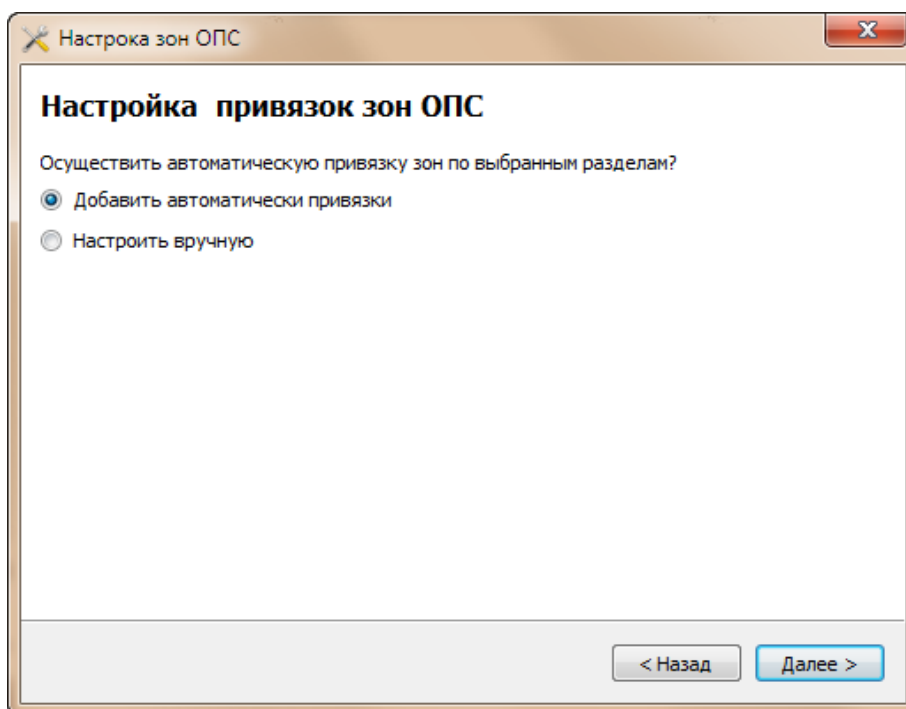 Настрока зон ОПС
Настройка привязок зон ОПС
Осуществить автоматическую привязку зон по выбранным разделам?
Добавить автоматически привязки
Настроить вручную
< Назад
Далее >